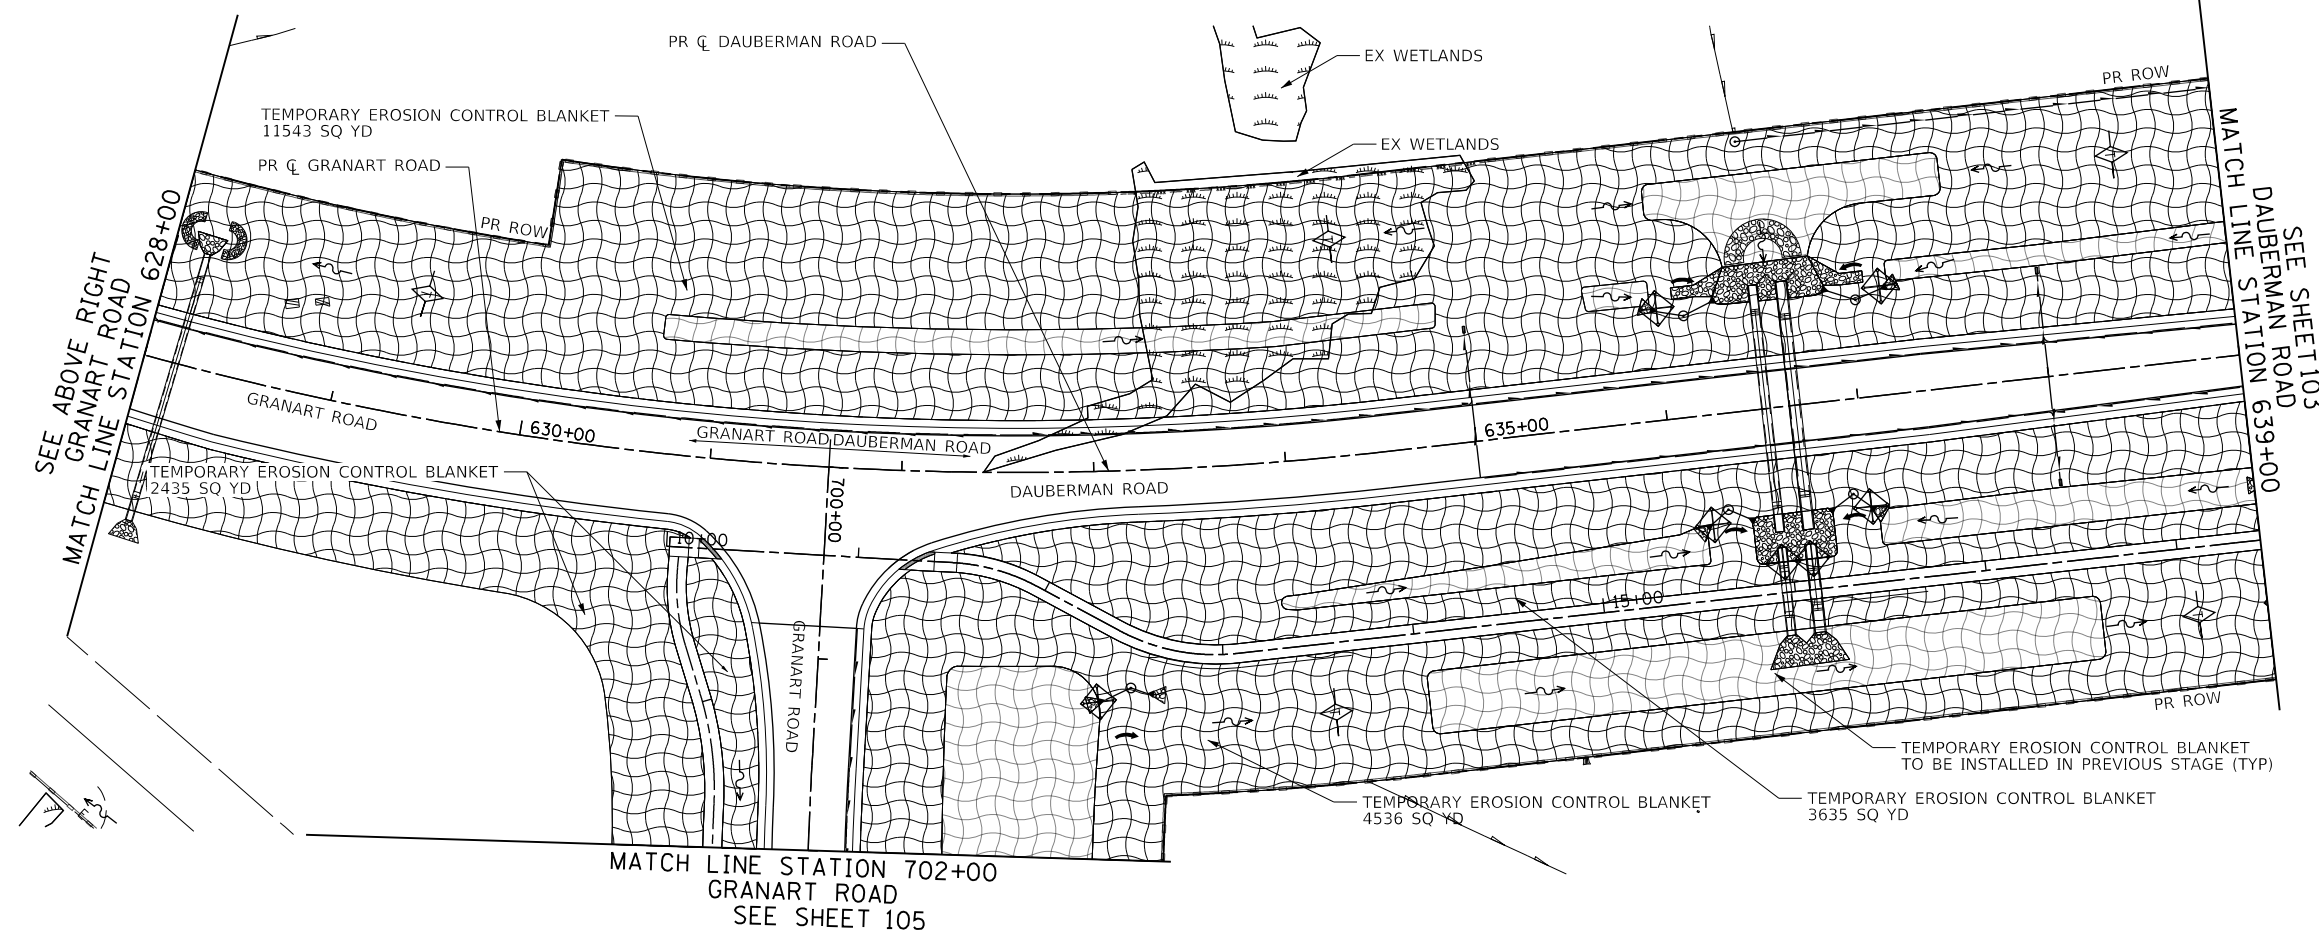 PR ℄ DAUBERMAN ROAD
EX WETLANDS
PR ROW
TEMPORARY EROSION CONTROL BLANKET
11543 SQ YD
EX WETLANDS
PR ℄ GRANART ROAD
PR ROW
SEE ABOVE RIGHT
GRANART ROAD
MATCH LINE STATION 628+00
SEE SHEET 103
DAUBERMAN ROAD
MATCH LINE STATION 639+00
GRANART ROAD
630+00
GRANART ROAD
DAUBERMAN ROAD
635+00
TEMPORARY EROSION CONTROL BLANKET
2435 SQ YD
DAUBERMAN ROAD
700+00
10+00
15+00
GRANART ROAD
PR ROW
TEMPORARY EROSION CONTROL BLANKET
TO BE INSTALLED IN PREVIOUS STAGE (TYP)
TEMPORARY EROSION CONTROL BLANKET
4536 SQ YD
TEMPORARY EROSION CONTROL BLANKET
3635 SQ YD
MATCH LINE STATION 702+00
GRANART ROAD
SEE SHEET 105